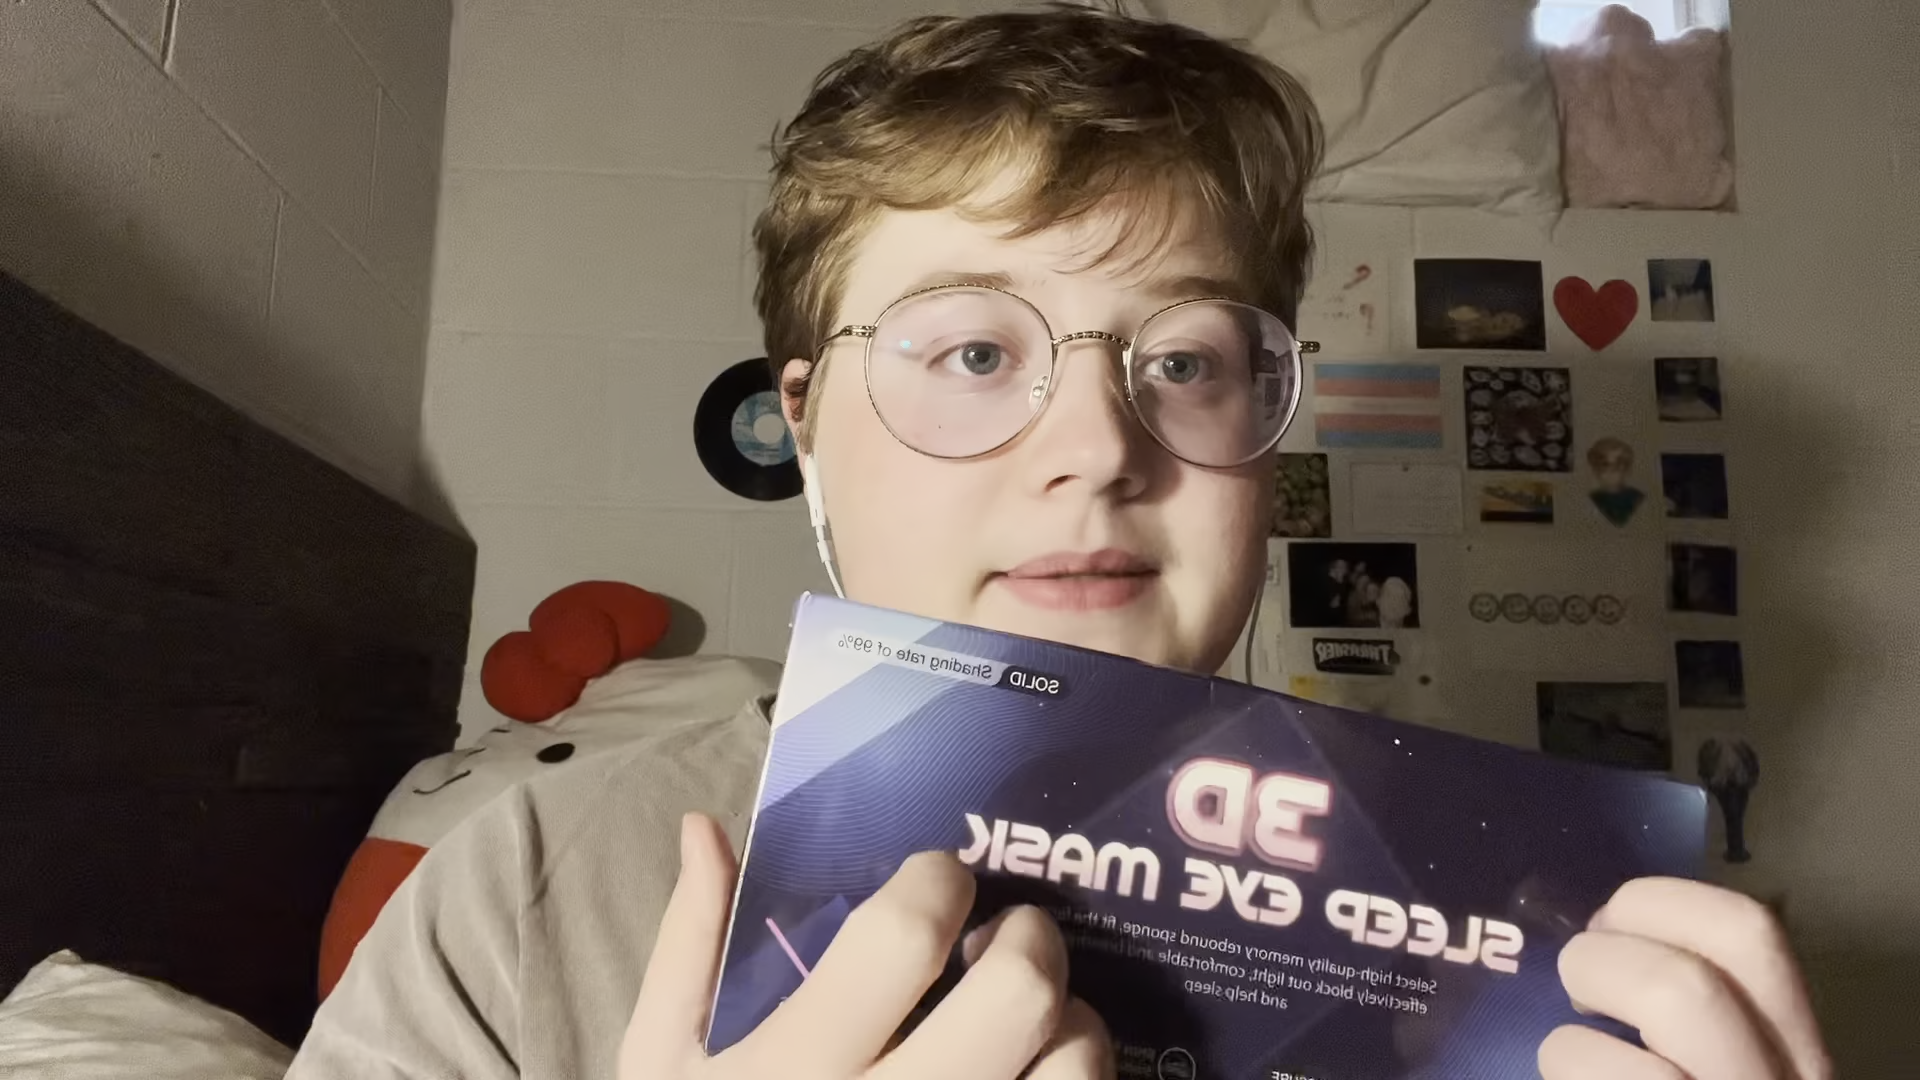 SOLID Shading rate of 99%
3D
SLEEP EYE MASK
Select high-quality memory rebound sponge, fit the
effectively block out light, comfortable and
and help sleep
THRASHER